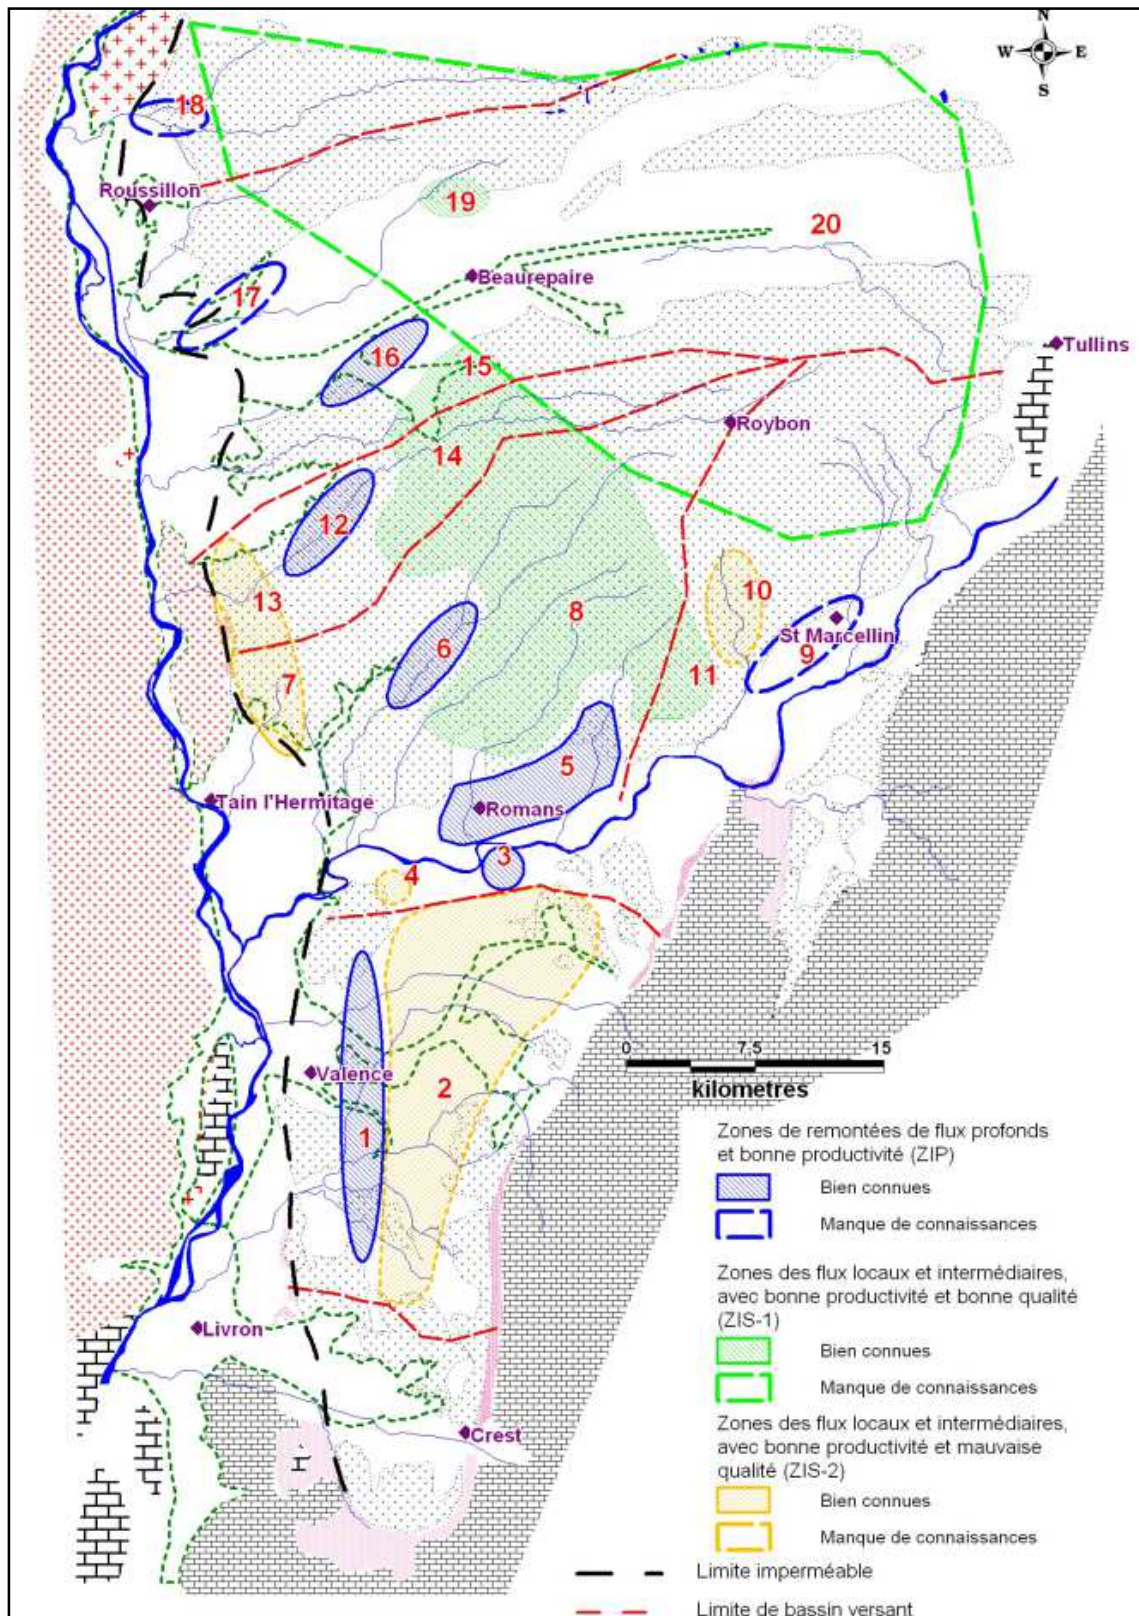 N
W E
S
18
Roussillon
19
20
17
Beaurepaire
16
15
Tullins
Roybon
14
12
13
10
8
St Marcellin
6
9
11
7
5
Tain l'Hermitage
Romans
3
4
0 7,5 15
kilometres
Valence
2
1
Zones de remontées de flux profonds
et bonne productivité (ZIP)
Bien connues
Manque de connaissances
Zones des flux locaux et intermédiaires,
avec bonne productivité et bonne qualité
(ZIS-1)
Bien connues
Manque de connaissances
Livron
Zones des flux locaux et intermédiaires,
avec bonne productivité et mauvaise
qualité (ZIS-2)
Crest
Bien connues
Manque de connaissances
Limite imperméable
Limite de bassin versant